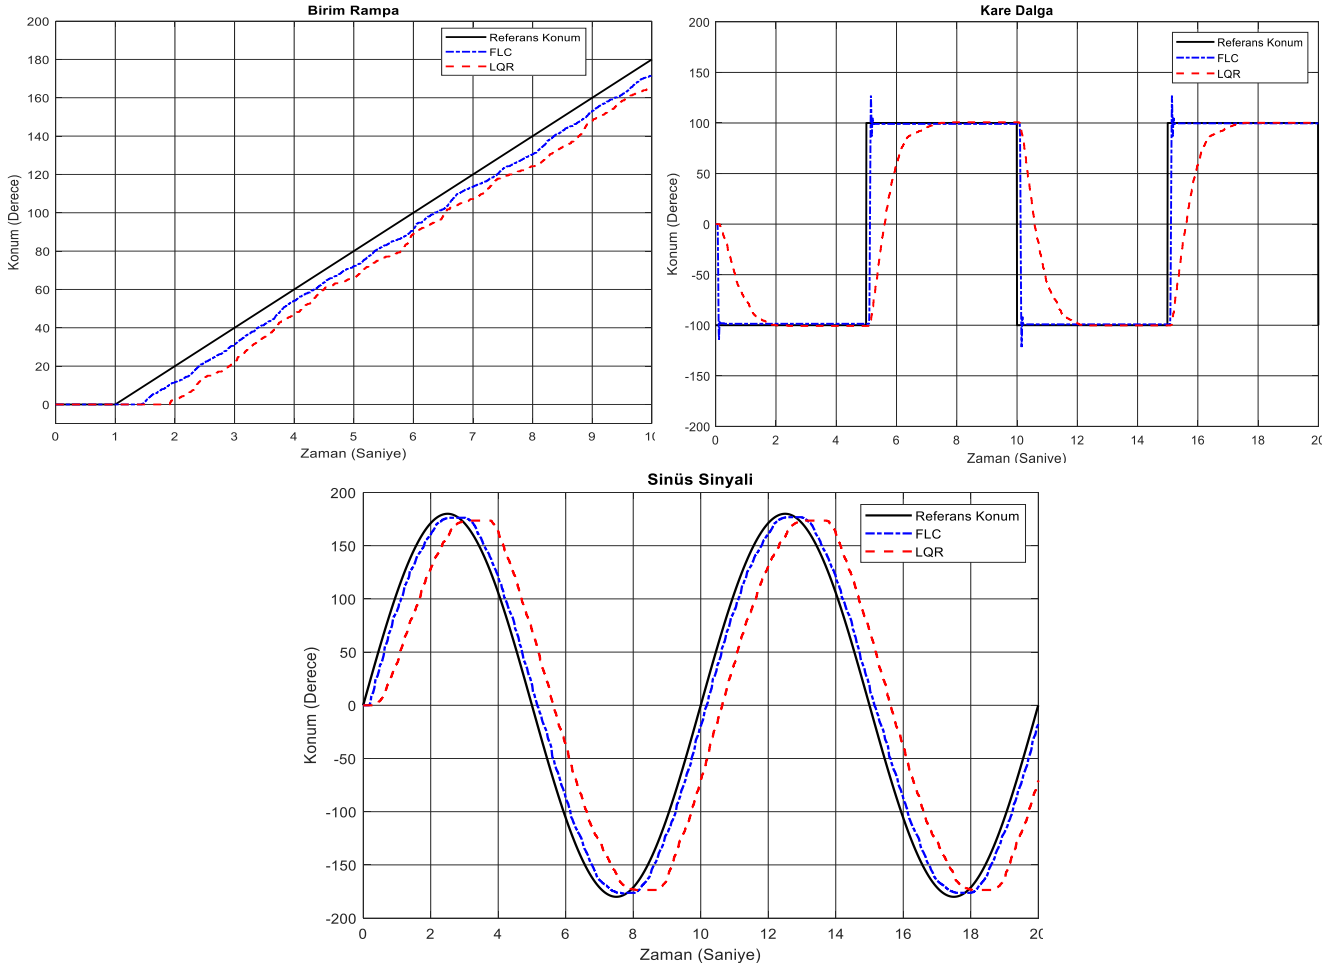 Birim Rampa
Referans Konum
FLC
LQR
200
180
160
140
120
100
80
60
40
20
0
0 1 2 3 4 5 6 7 8 9 10
Konum (Derece)
Zaman (Saniye)
Kare Dalga
Referans Konum
FLC
LQR
200
150
100
50
0
-50
-100
-150
-200
0 2 4 6 8 10 12 14 16 18 20
Konum (Derece)
Zaman (Saniye)
Sinüs Sinyali
Referans Konum
FLC
LQR
200
150
100
50
0
-50
-100
-150
-200
0 2 4 6 8 10 12 14 16 18 20
Konum (Derece)
Zaman (Saniye)